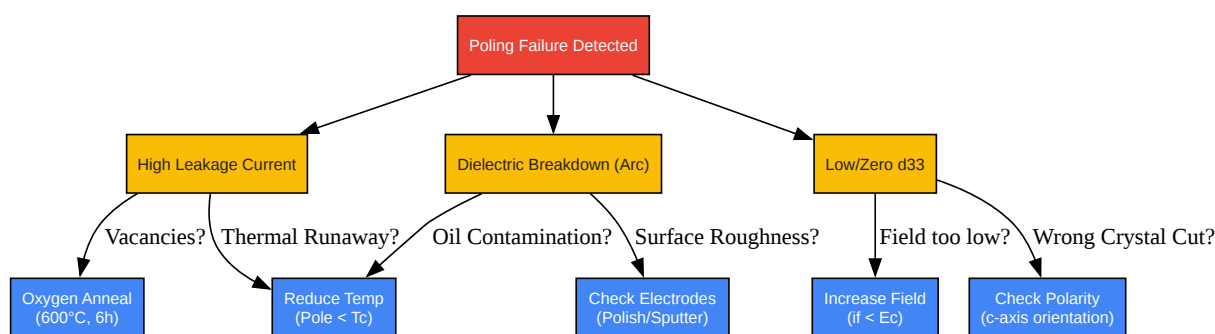 Poling Failure Detected
High Leakage Current
Dielectric Breakdown (Arc)
Low/Zero d33
Vacancies?
Thermal Runaway?
Oil Contamination?
Surface Roughness?
Field too low?
Wrong Crystal Cut?
Oxygen Anneal
(600°C, 6h)
Reduce Temp
(Pole < Tc)
Check Electrodes
(Polish/Sputter)
Increase Field
(if < Ec)
Check Polarity
(c-axis orientation)